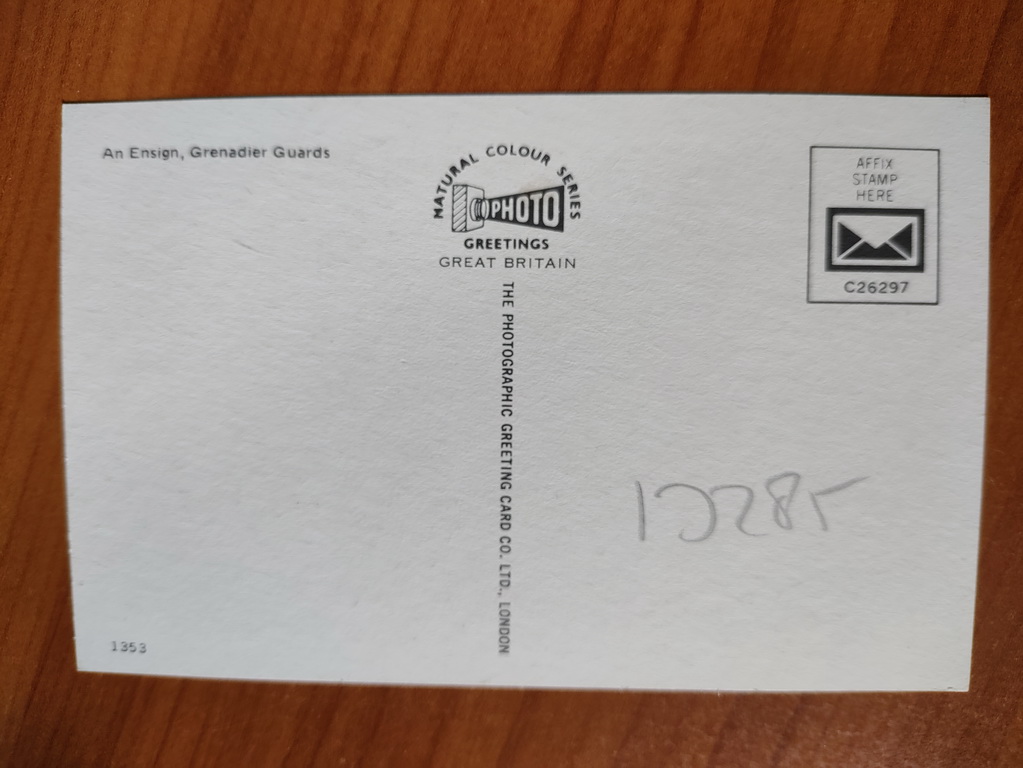 An Ensign, Grenadier Guards
NATURAL COLOUR SERIES
PHOTO
GREETINGS
GREAT BRITAIN
THE PHOTOGRAPHIC GREETING CARD CO. LTD., LONDON
AFFIX
STAMP
HERE
C26297
12285
1353